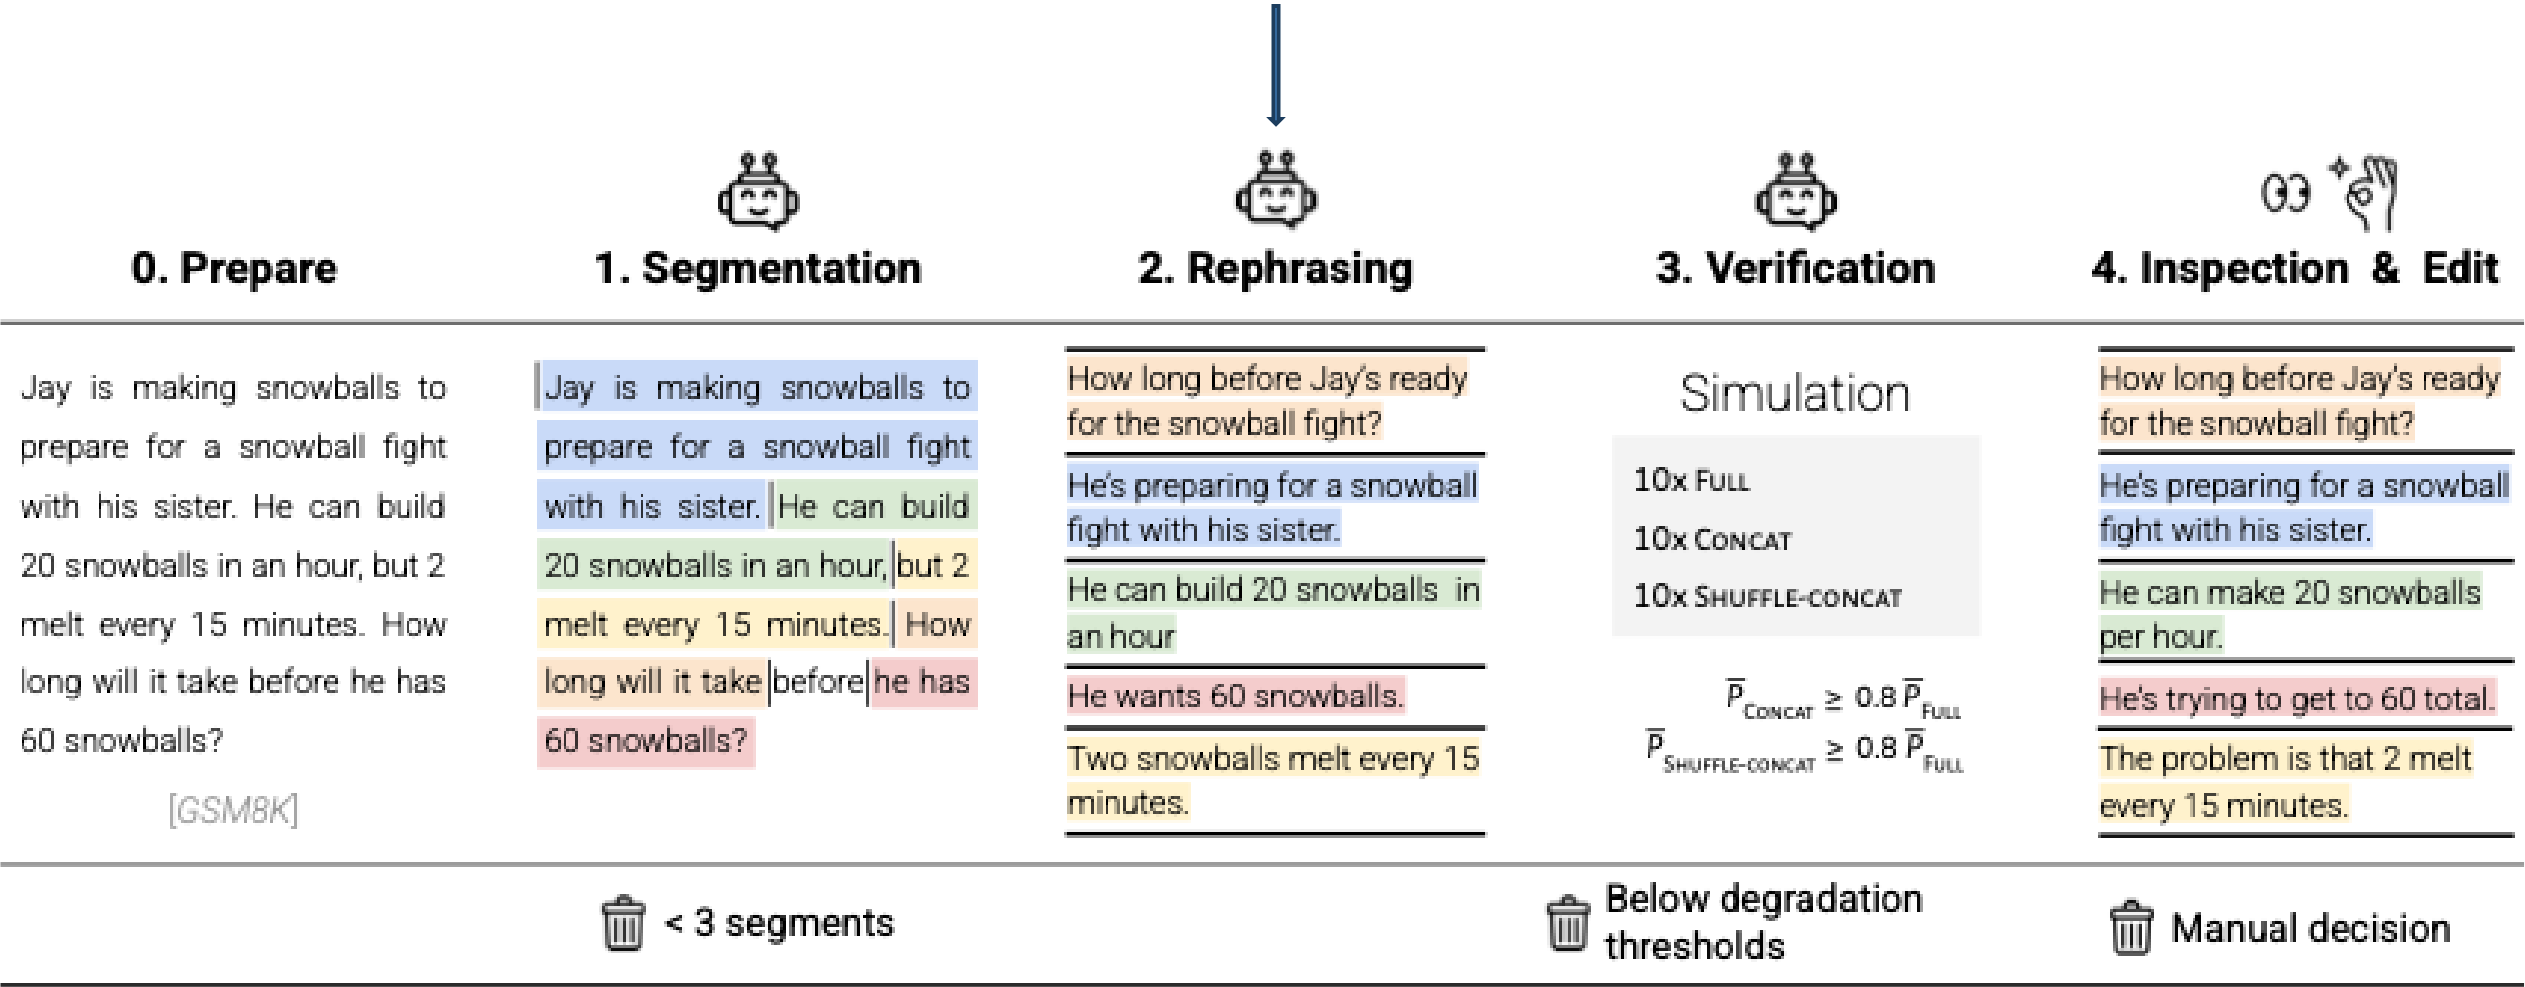 0. Prepare
1. Segmentation
2. Rephrasing
3. Verification
4. Inspection & Edit
Jay is making snowballs to
prepare for a snowball fight
with his sister. He can build
20 snowballs in an hour, but 2
melt every 15 minutes. How
long will it take before he has
60 snowballs?
[GSM8K]
Jay is making snowballs to
prepare for a snowball fight
with his sister. He can build
20 snowballs in an hour, but 2
melt every 15 minutes. How
long will it take before he has
60 snowballs?
< 3 segments
How long before Jay's ready
for the snowball fight?
He's preparing for a snowball
fight with his sister.
He can build 20 snowballs in
an hour
He wants 60 snowballs.
Two snowballs melt every 15
minutes.
Simulation
10x FULL
10x CONCAT
10x SHUFFLE-CONCAT
P̅ CONCAT ≥ 0.8 P̅ FULL
P̅ SHUFFLE-CONCAT ≥ 0.8 P̅ FULL
Below degradation
thresholds
How long before Jay's ready
for the snowball fight?
He's preparing for a snowball
fight with his sister.
He can make 20 snowballs
per hour.
He's trying to get to 60 total.
The problem is that 2 melt
every 15 minutes.
Manual decision